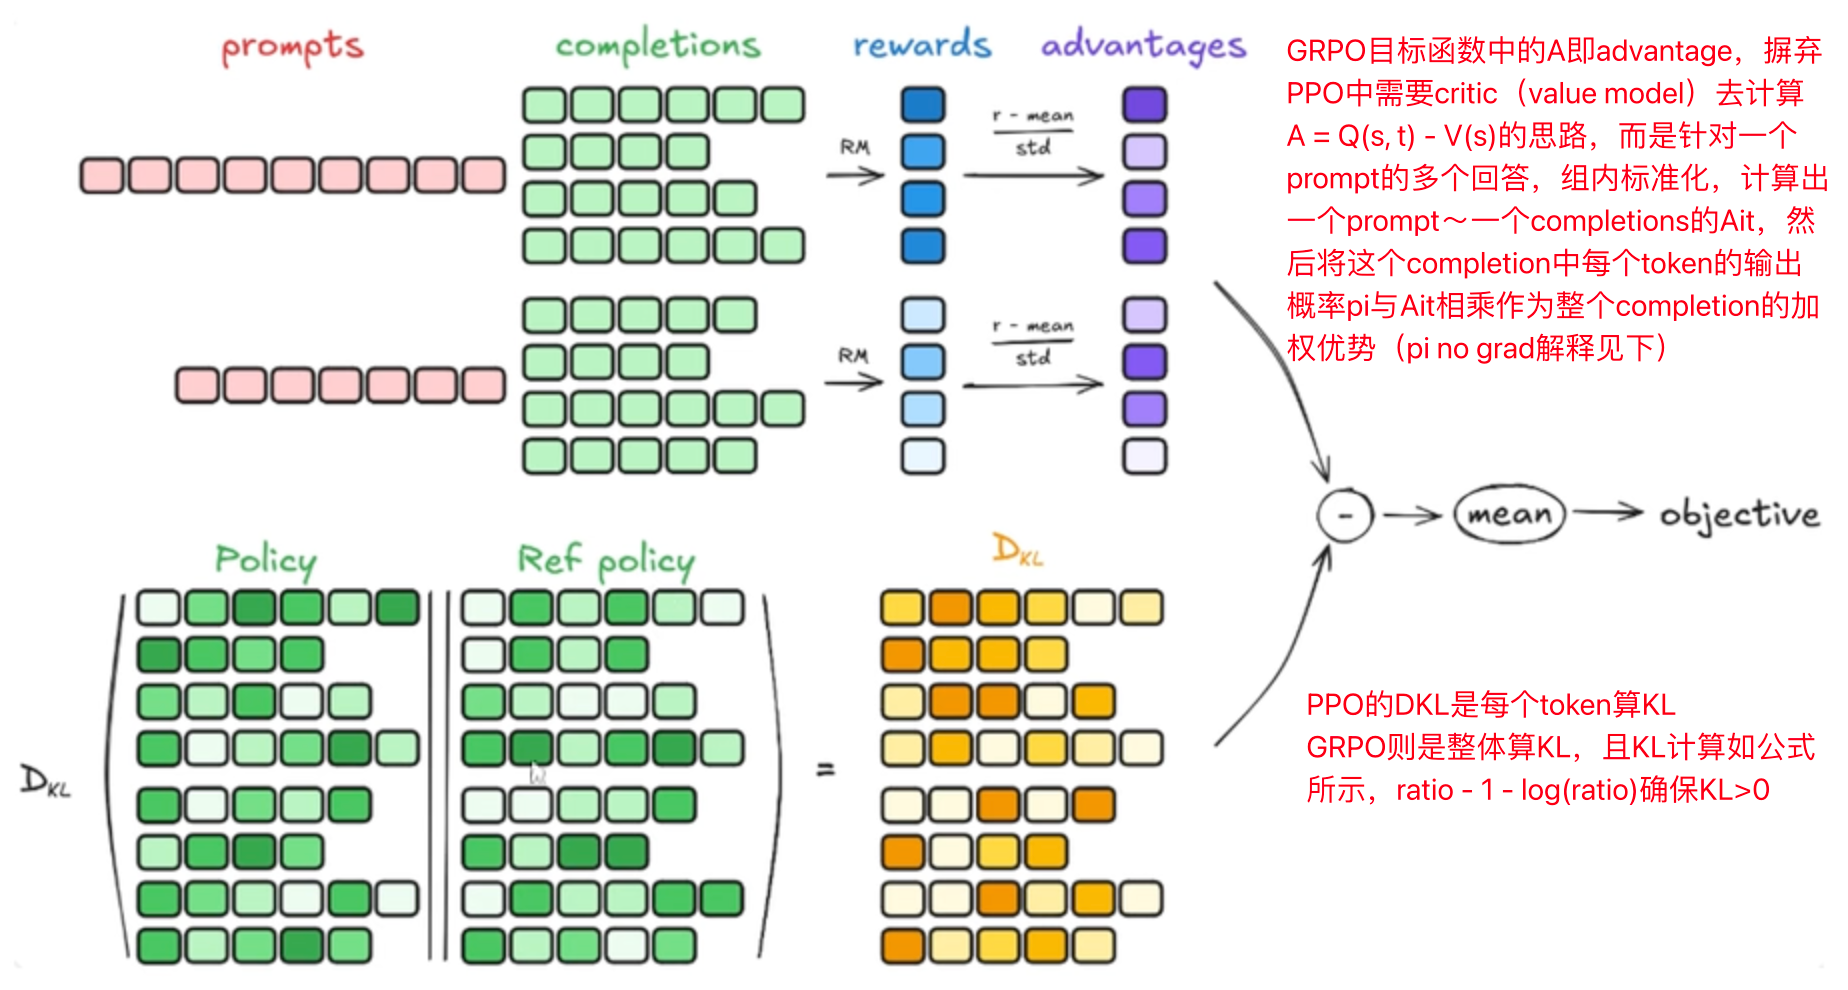 prompts
completions
rewards
advantages
RM
r - mean
std
RM
r - mean
std
GRPO目标函数中的A即advantage，摒弃
PPO中需要critic（value model）去计算
A = Q(s, t) - V(s)的思路，而是针对一个
prompt的多个回答，组内标准化，计算出
一个prompt～一个completions的Ait，然
后将这个completion中每个token的输出
概率pi与Ait相乘作为整个completion的加
权优势（pi no grad解释见下）
-
mean
objective
Policy
Ref policy
DKL
DKL
=
PPO的DKL是每个token算KL
GRPO则是整体算KL，且KL计算如公式
所示，ratio - 1 - log(ratio)确保KL>0